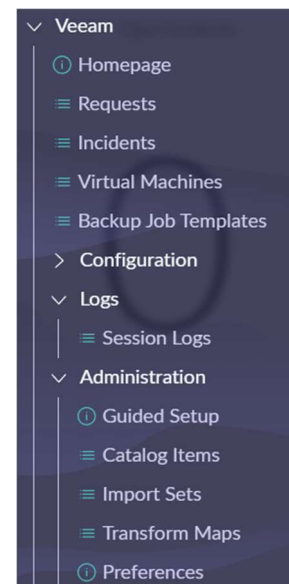 Veeam
Homepage
Requests
Incidents
Virtual Machines
Backup Job Templates
Configuration
Logs
Session Logs
Administration
Guided Setup
Catalog Items
Import Sets
Transform Maps
Preferences